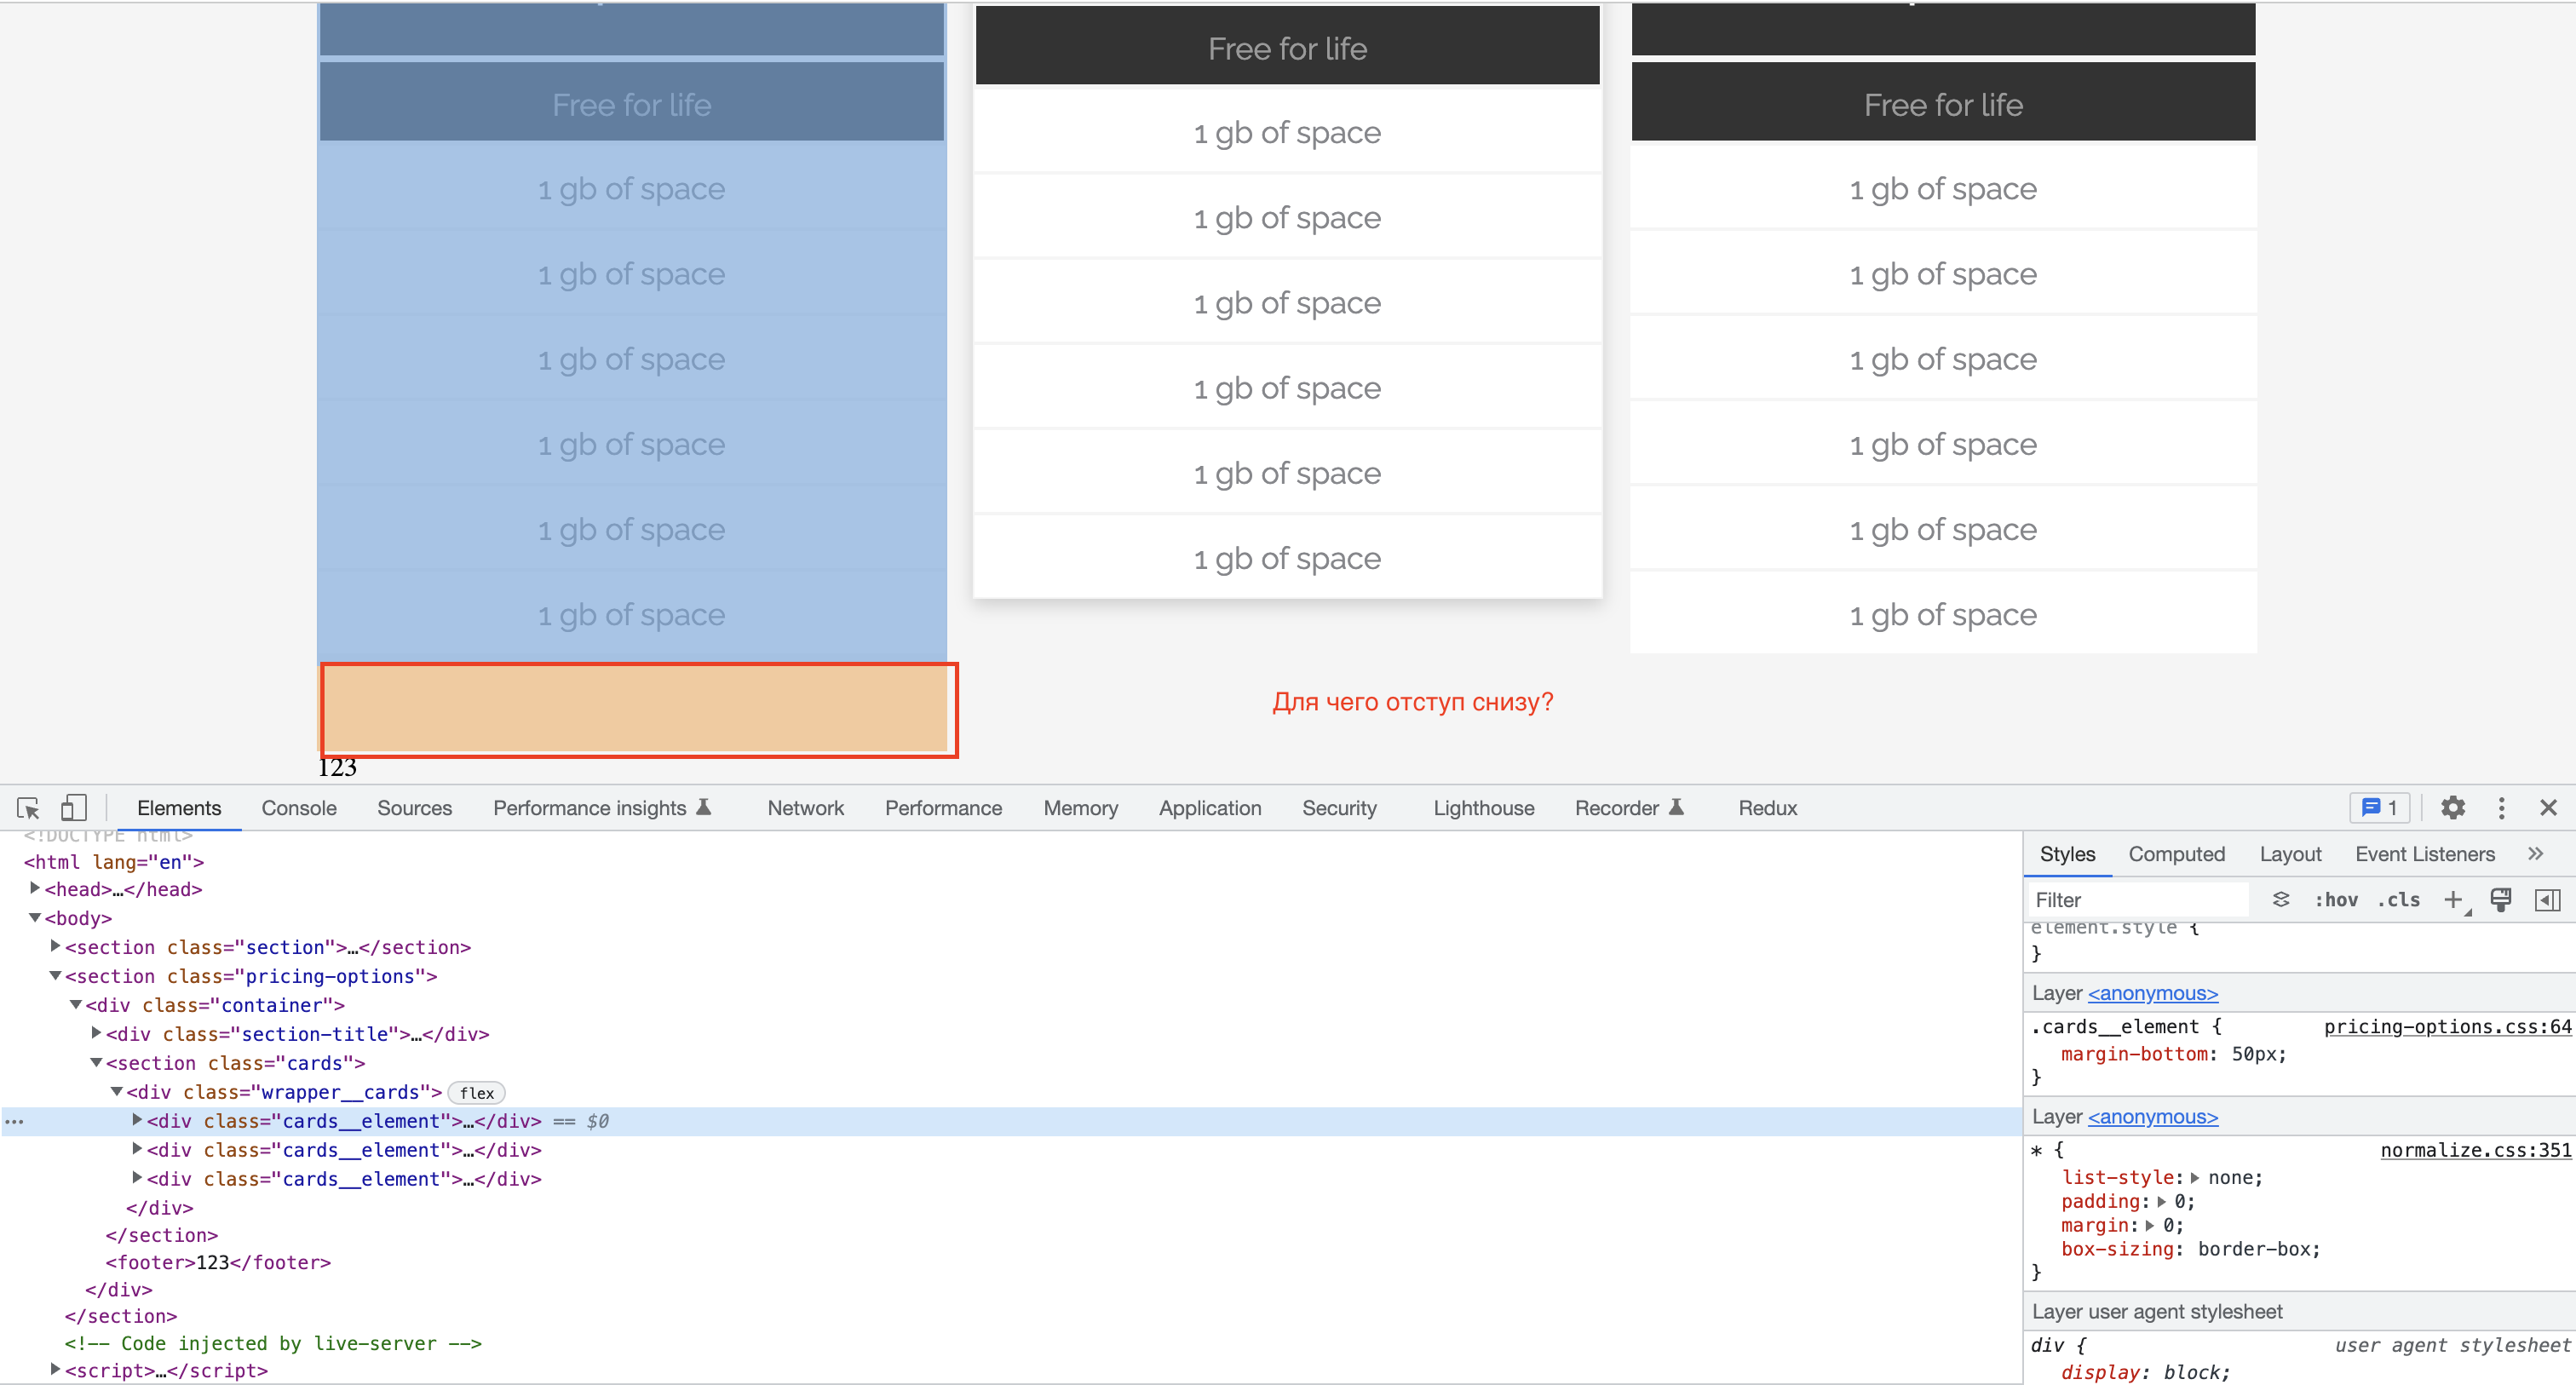 Free for life
1 gb of space
1 gb of space
1 gb of space
1 gb of space
1 gb of space
1 gb of space
Free for life
1 gb of space
1 gb of space
1 gb of space
1 gb of space
1 gb of space
1 gb of space
Free for life
1 gb of space
1 gb of space
1 gb of space
1 gb of space
1 gb of space
1 gb of space
Для чего отступ снизу?
123
Elements Console Sources Performance insights Network Performance Memory Application Security Lighthouse Recorder Redux 1
<!DOCTYPE html>
<html lang="en">
<head>…</head>
<body>
<section class="section">…</section>
<section class="pricing-options">
<div class="container">
<div class="section-title">…</div>
<section class="cards">
<div class="wrapper__cards"> flex
<div class="cards__element">…</div> == $0
<div class="cards__element">…</div>
<div class="cards__element">…</div>
</div>
</section>
<footer>123</footer>
</div>
</section>
<!-- Code injected by live-server -->
<script>…</script>
Styles Computed Layout Event Listeners »
Filter :hov .cls +
element.style {
}
Layer <anonymous>
.cards__element { pricing-options.css:64
margin-bottom: 50px;
}
Layer <anonymous>
* { normalize.css:351
list-style: none;
padding: 0;
margin: 0;
box-sizing: border-box;
}
Layer user agent stylesheet
div { user agent stylesheet
display: block;